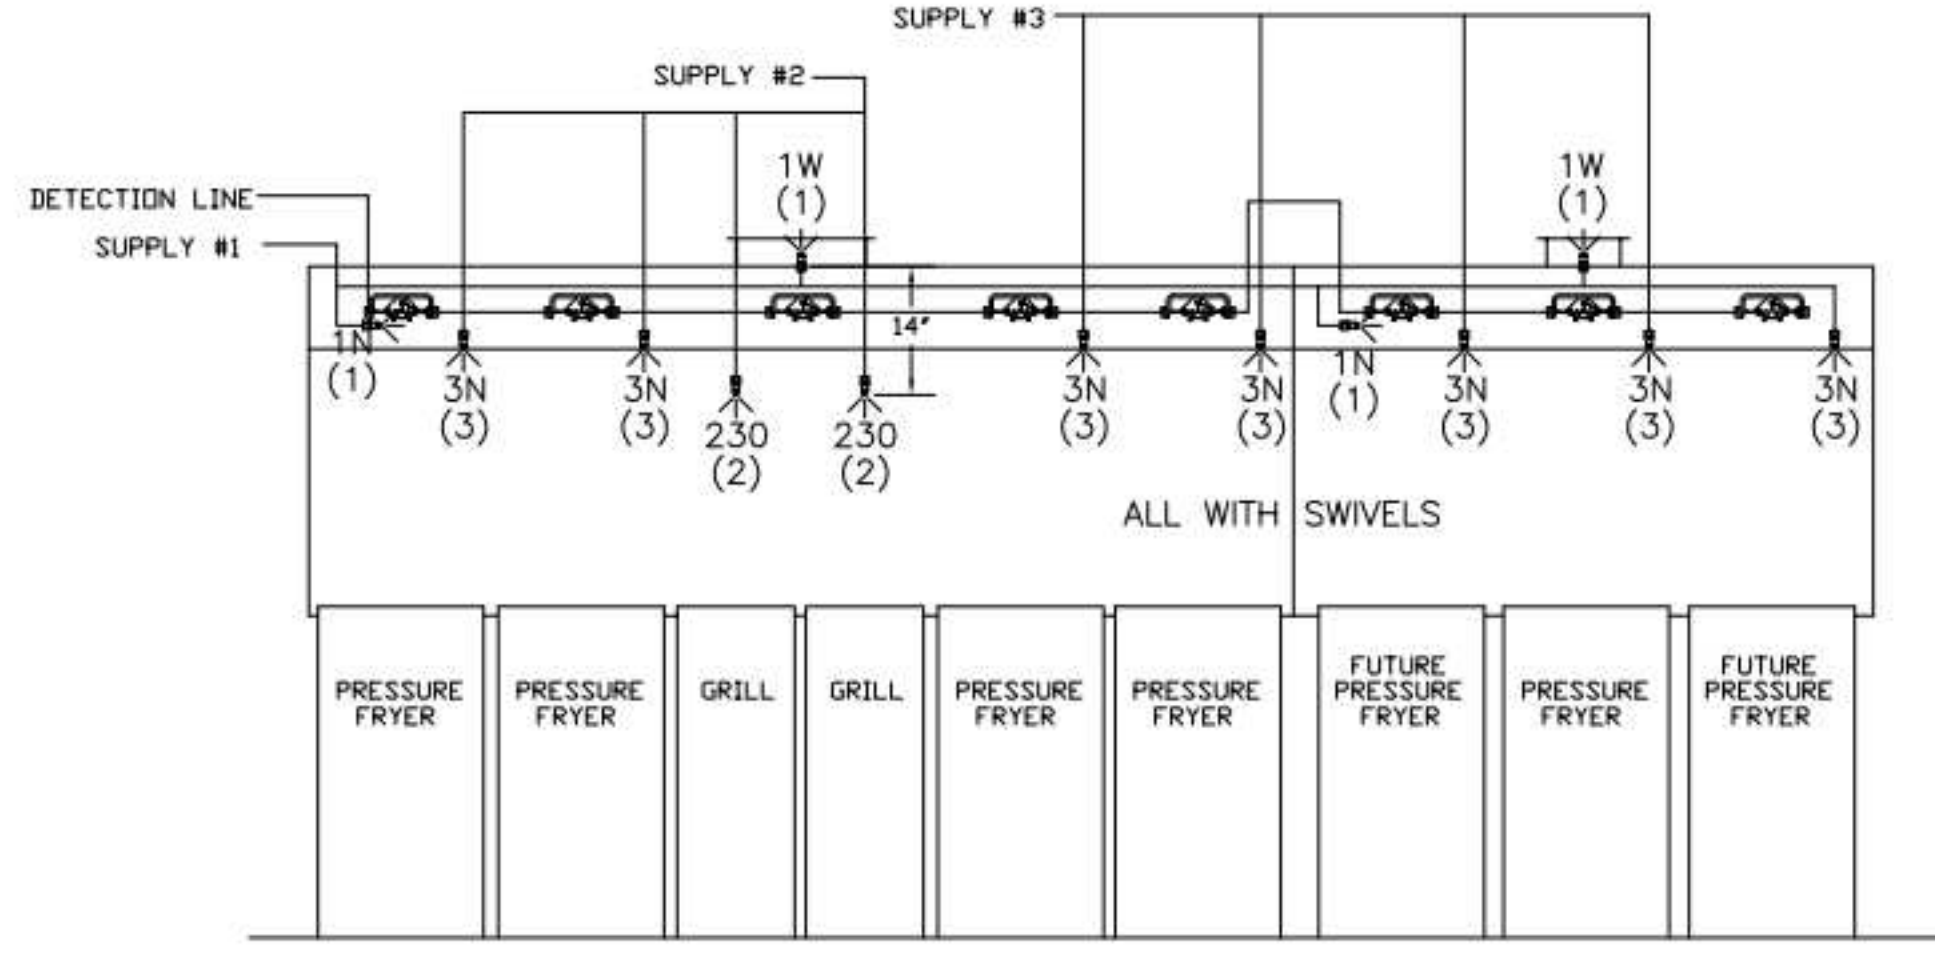 SUPPLY #3
SUPPLY #2
1W
(1)
1W
(1)
DETECTION LINE
SUPPLY #1
14"
1N
(1)
3N
(3)
3N
(3)
230
(2)
230
(2)
3N
(3)
3N
(3)
1N
(1)
3N
(3)
3N
(3)
3N
(3)
ALL WITH SWIVELS
PRESSURE
FRYER
PRESSURE
FRYER
GRILL
GRILL
PRESSURE
FRYER
PRESSURE
FRYER
FUTURE
PRESSURE
FRYER
PRESSURE
FRYER
FUTURE
PRESSURE
FRYER